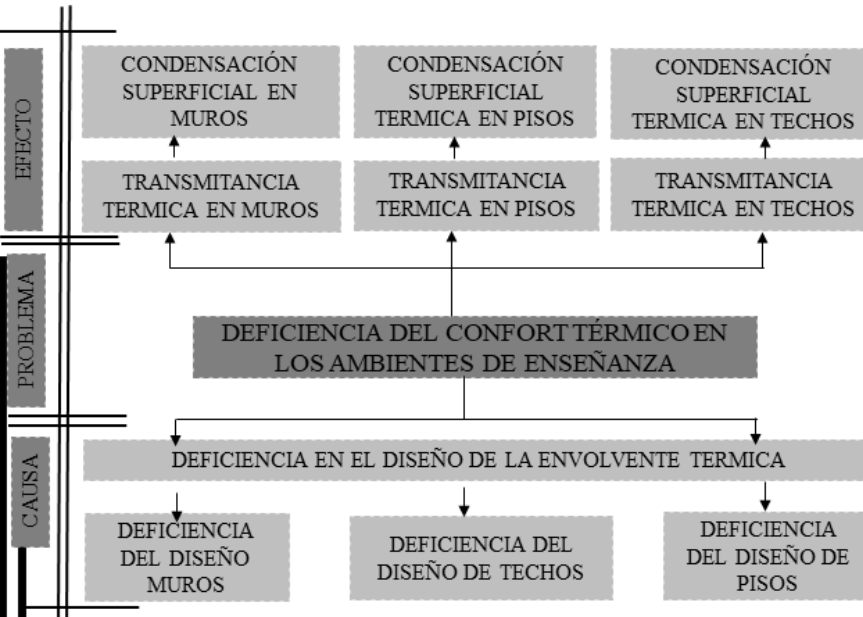 EFECTO
CONDENSACIÓN
SUPERFICIAL EN
MUROS
CONDENSACIÓN
SUPERFICIAL
TERMICA EN PISOS
CONDENSACIÓN
SUPERFICIAL
TERMICA EN TECHOS
TRANSMITANCIA
TERMICA EN MUROS
TRANSMITANCIA
TERMICA EN PISOS
TRANSMITANCIA
TERMICA EN TECHOS
PROBLEMA
DEFICIENCIA DEL CONFORT TÉRMICO EN
LOS AMBIENTES DE ENSEÑANZA
CAUSA
DEFICIENCIA EN EL DISEÑO DE LA ENVOLVENTE TERMICA
DEFICIENCIA
DEL DISEÑO
MUROS
DEFICIENCIA DEL
DISEÑO DE TECHOS
DEFICIENCIA
DEL DISEÑO DE
PISOS